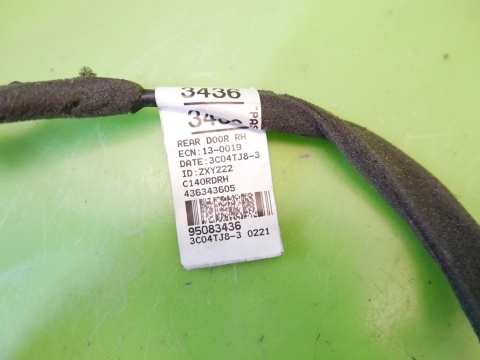 3436
REAR DOOR RH
ECN:13-0019
DATE:3C04TJ8-3
ID:ZXY222
C140RDRH
436343605
95083436
3C04TJ8-3 0221